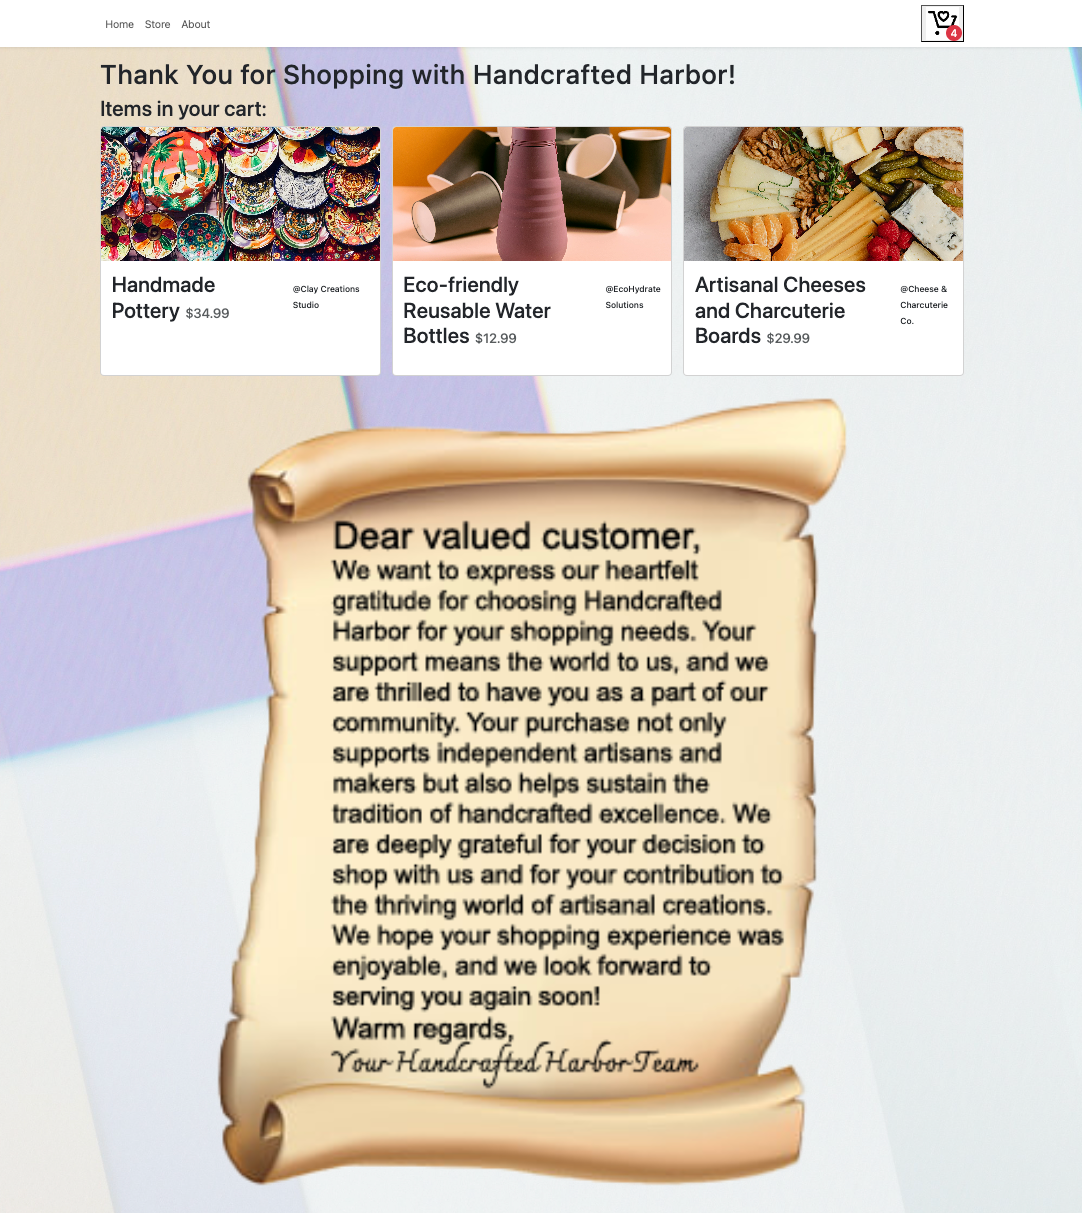 Home Store About
4
Thank You for Shopping with Handcrafted Harbor!
Items in your cart:
Handmade
Pottery $34.99
@Clay Creations
Studio
Eco-friendly
Reusable Water
Bottles $12.99
@EcoHydrate
Solutions
Artisanal Cheeses
and Charcuterie
Boards $29.99
@Cheese &
Charcuterie
Co.
Dear valued customer,
We want to express our heartfelt
gratitude for choosing Handcrafted
Harbor for your shopping needs. Your
support means the world to us, and we
are thrilled to have you as a part of our
community. Your purchase not only
supports independent artisans and
makers but also helps sustain the
tradition of handcrafted excellence. We
are deeply grateful for your decision to
shop with us and for your contribution to
the thriving world of artisanal creations.
We hope your shopping experience was
enjoyable, and we look forward to
serving you again soon!
Warm regards,
Your Handcrafted Harbor Team